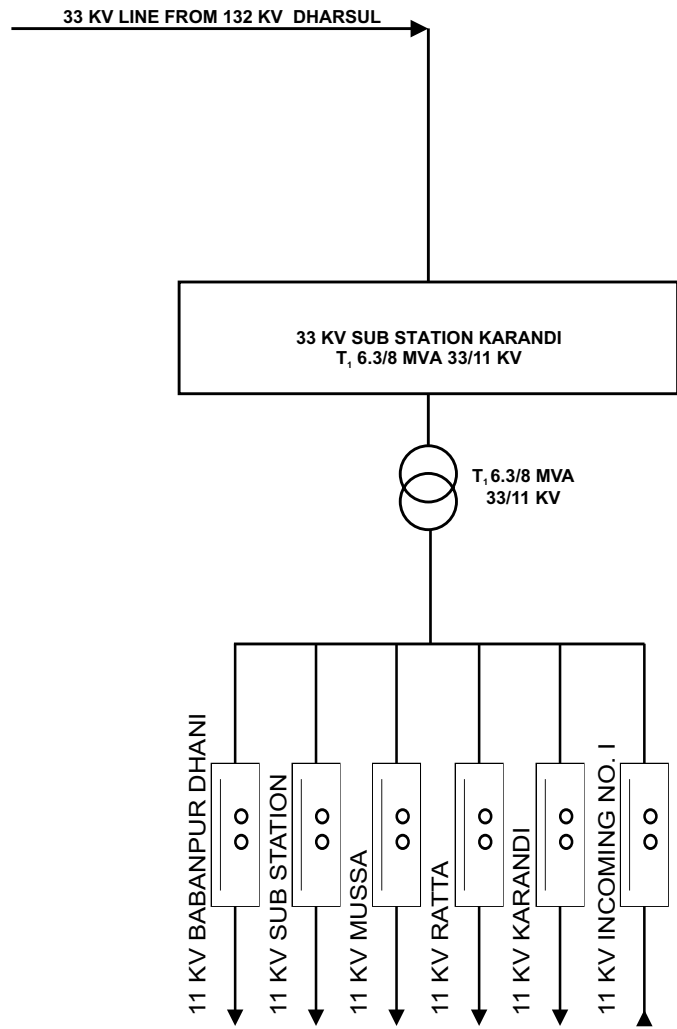 33 KV LINE FROM 132 KV DHARSUL
33 KV SUB STATION KARANDI
T₁ 6.3/8 MVA 33/11 KV
T₁ 6.3/8 MVA
33/11 KV
11 KV BABANPUR DHANI
11 KV SUB STATION
11 KV MUSSA
11 KV RATTA
11 KV KARANDI
11 KV INCOMING NO. I